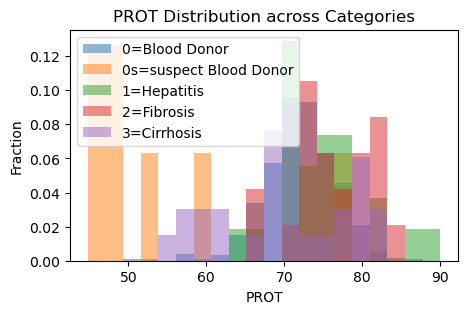 PROT Distribution across Categories
0=Blood Donor
0s=suspect Blood Donor
1=Hepatitis
2=Fibrosis
3=Cirrhosis
Fraction
0.12
0.10
0.08
0.06
0.04
0.02
0.00
50 60 70 80 90
PROT